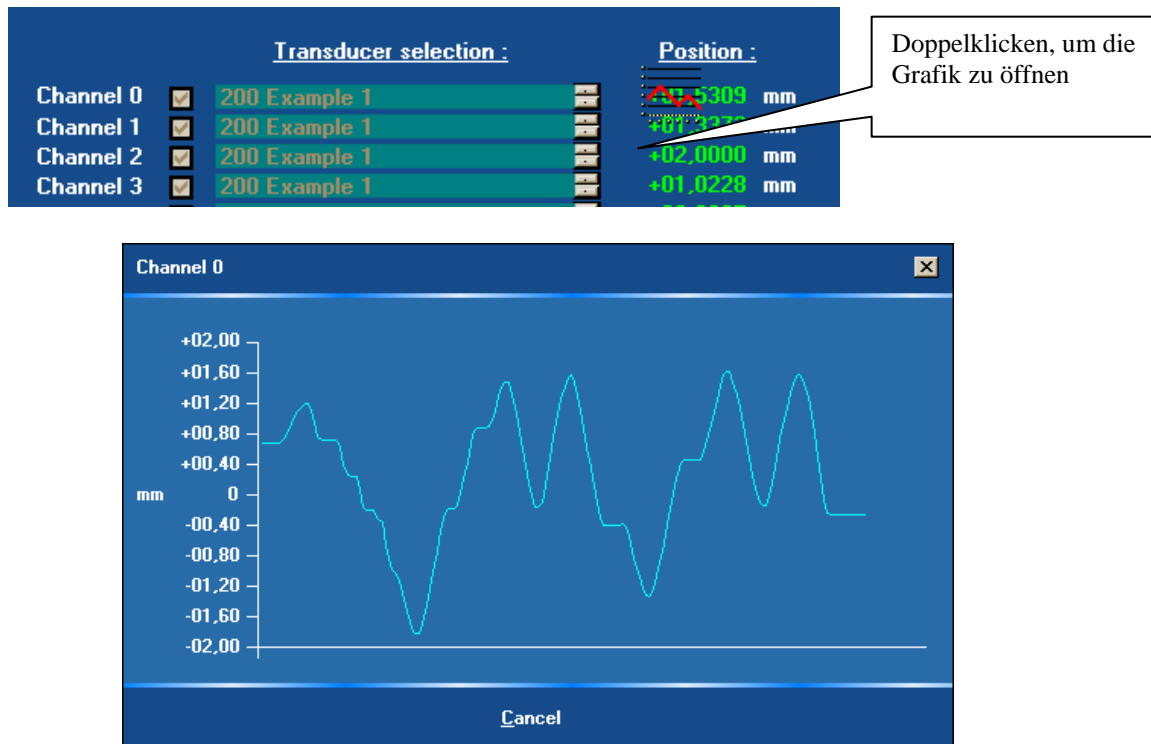 Transducer selection : Position :
Doppelklicken, um die
Grafik zu öffnen
Channel 0 200 Example 1 +01,5309 mm
Channel 1 200 Example 1 mm
Channel 2 200 Example 1 +02,0000 mm
Channel 3 200 Example 1 +01,0228 mm
Channel 0
+02,00
+01,60
+01,20
+00,80
+00,40
mm 0
-00,40
-00,80
-01,20
-01,60
-02,00
Cancel